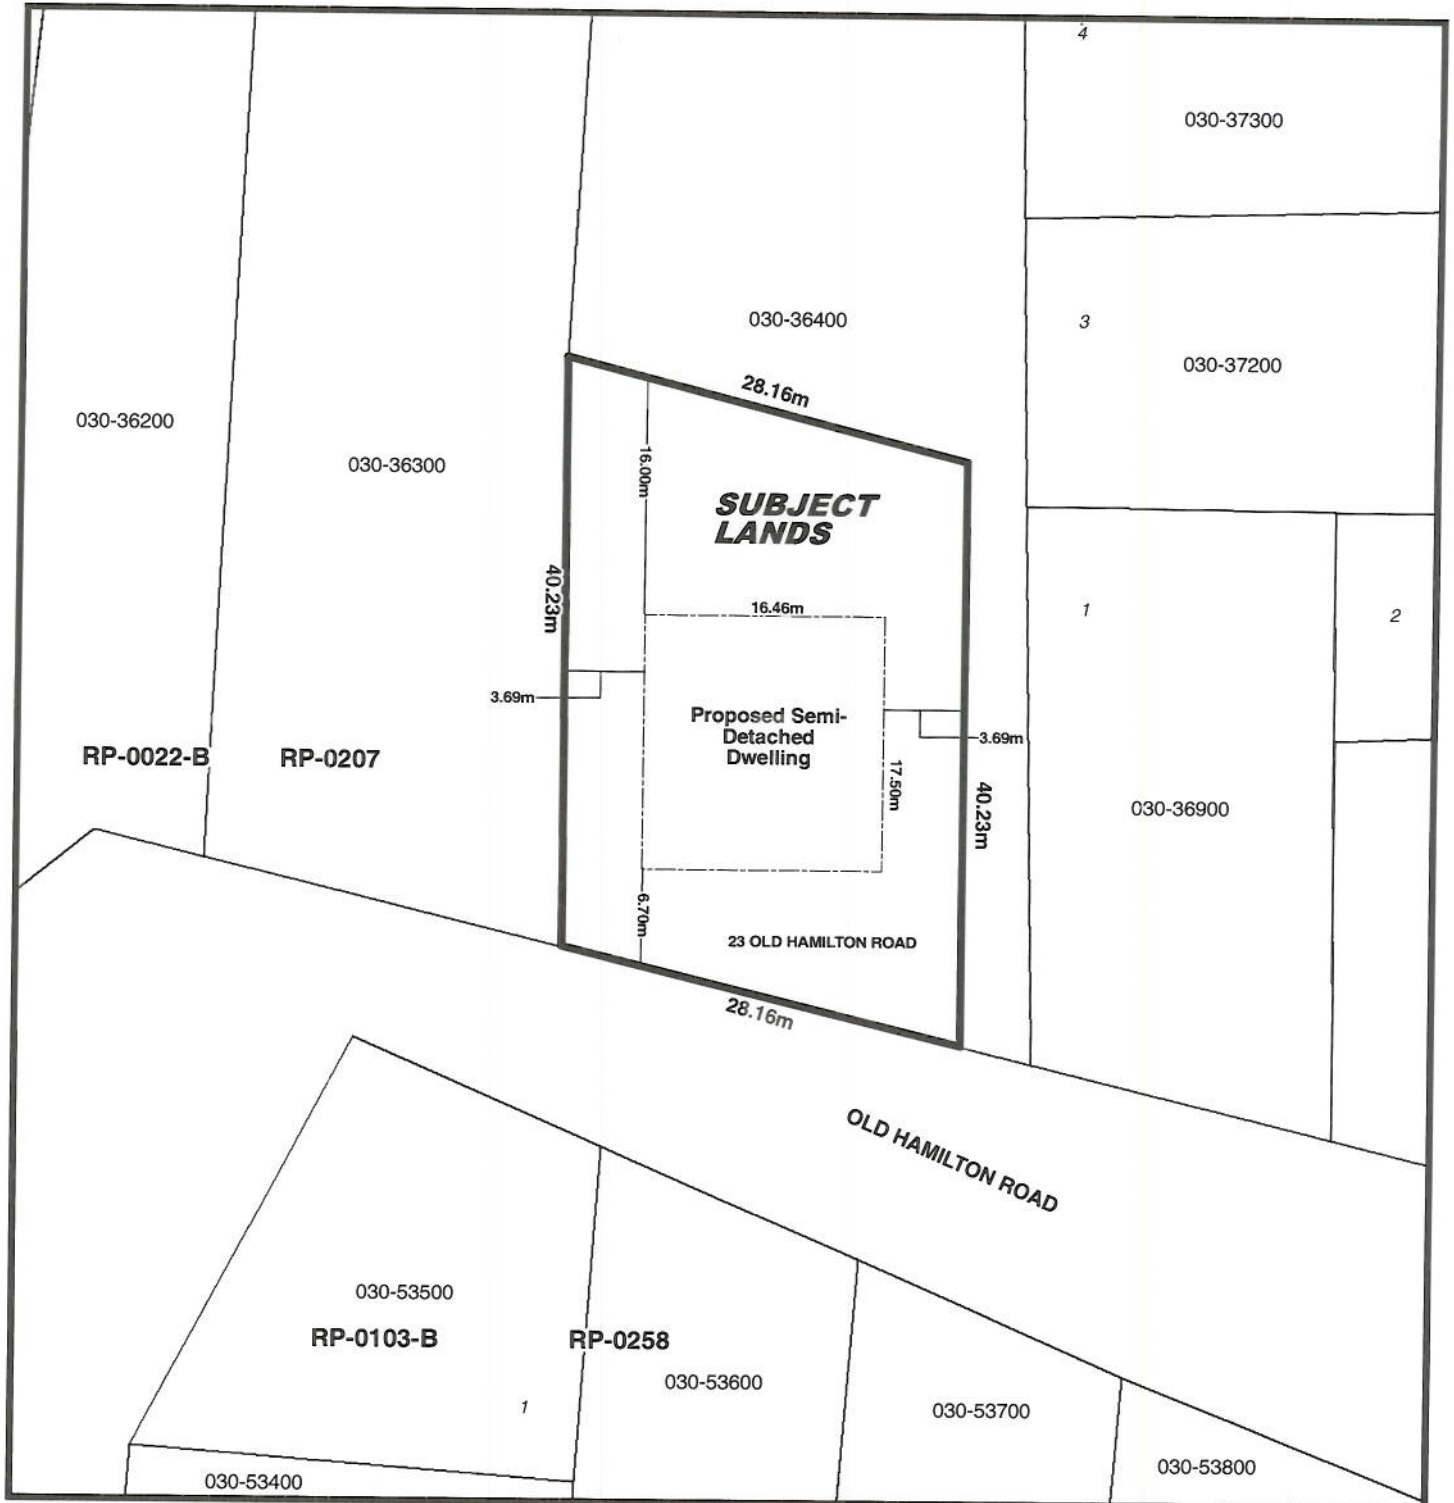 4
030-37300
030-36400
3
030-37200
28.16m
030-36200
030-36300
16.00m
SUBJECT
LANDS
40.23m
16.46m
1
2
3.69m
Proposed Semi-
Detached
Dwelling
3.69m
17.50m
40.23m
RP-0022-B
RP-0207
030-36900
6.70m
23 OLD HAMILTON ROAD
28.16m
OLD HAMILTON ROAD
030-53500
RP-0103-B
RP-0258
030-53600
1
030-53700
030-53400
030-53800